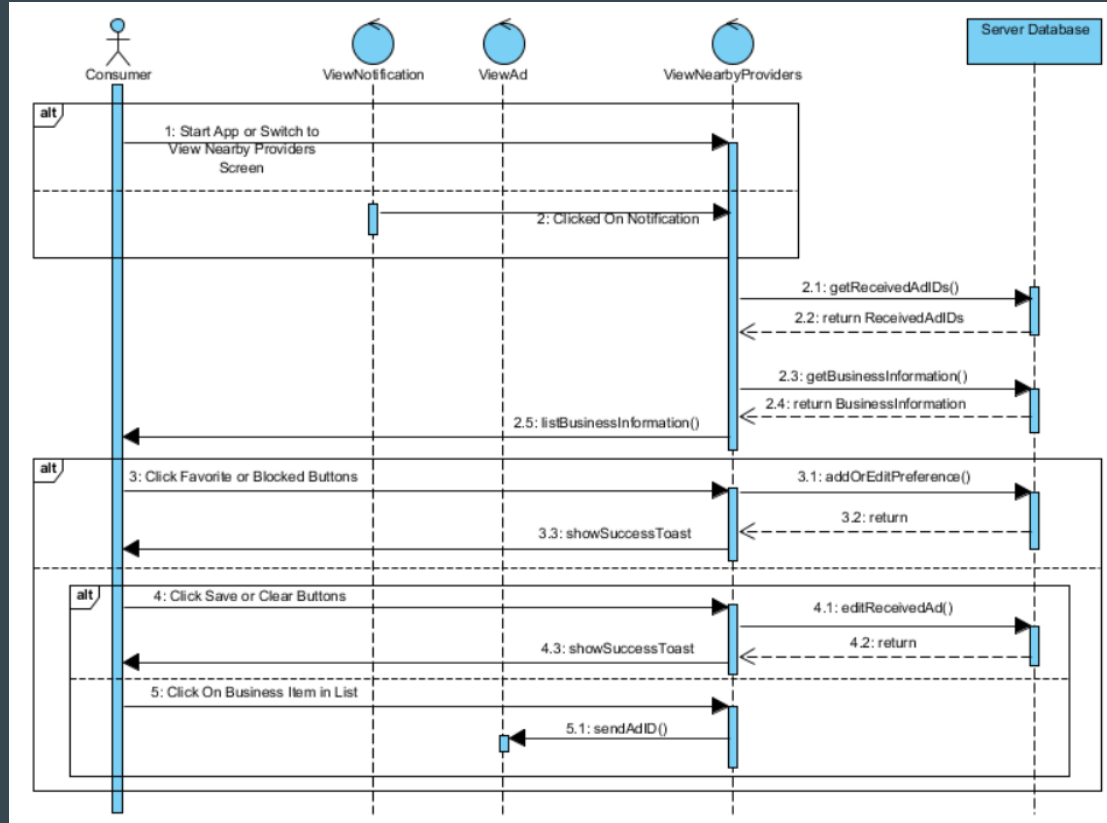 Server Database
Consumer
ViewNotification
ViewAd
ViewNearbyProviders
alt
1: Start App or Switch to
View Nearby Providers
Screen
2: Clicked On Notification
2.1: getReceivedAdIDs()
2.2: return ReceivedAdIDs
2.3: getBusinessInformation()
2.4: return BusinessInformation
2.5: listBusinessInformation()
alt
3: Click Favorite or Blocked Buttons
3.1: addOrEditPreference()
3.2: return
3.3: showSuccessToast
alt
4: Click Save or Clear Buttons
4.1: editReceivedAd()
4.2: return
4.3: showSuccessToast
5: Click On Business Item in List
5.1: sendAdID()